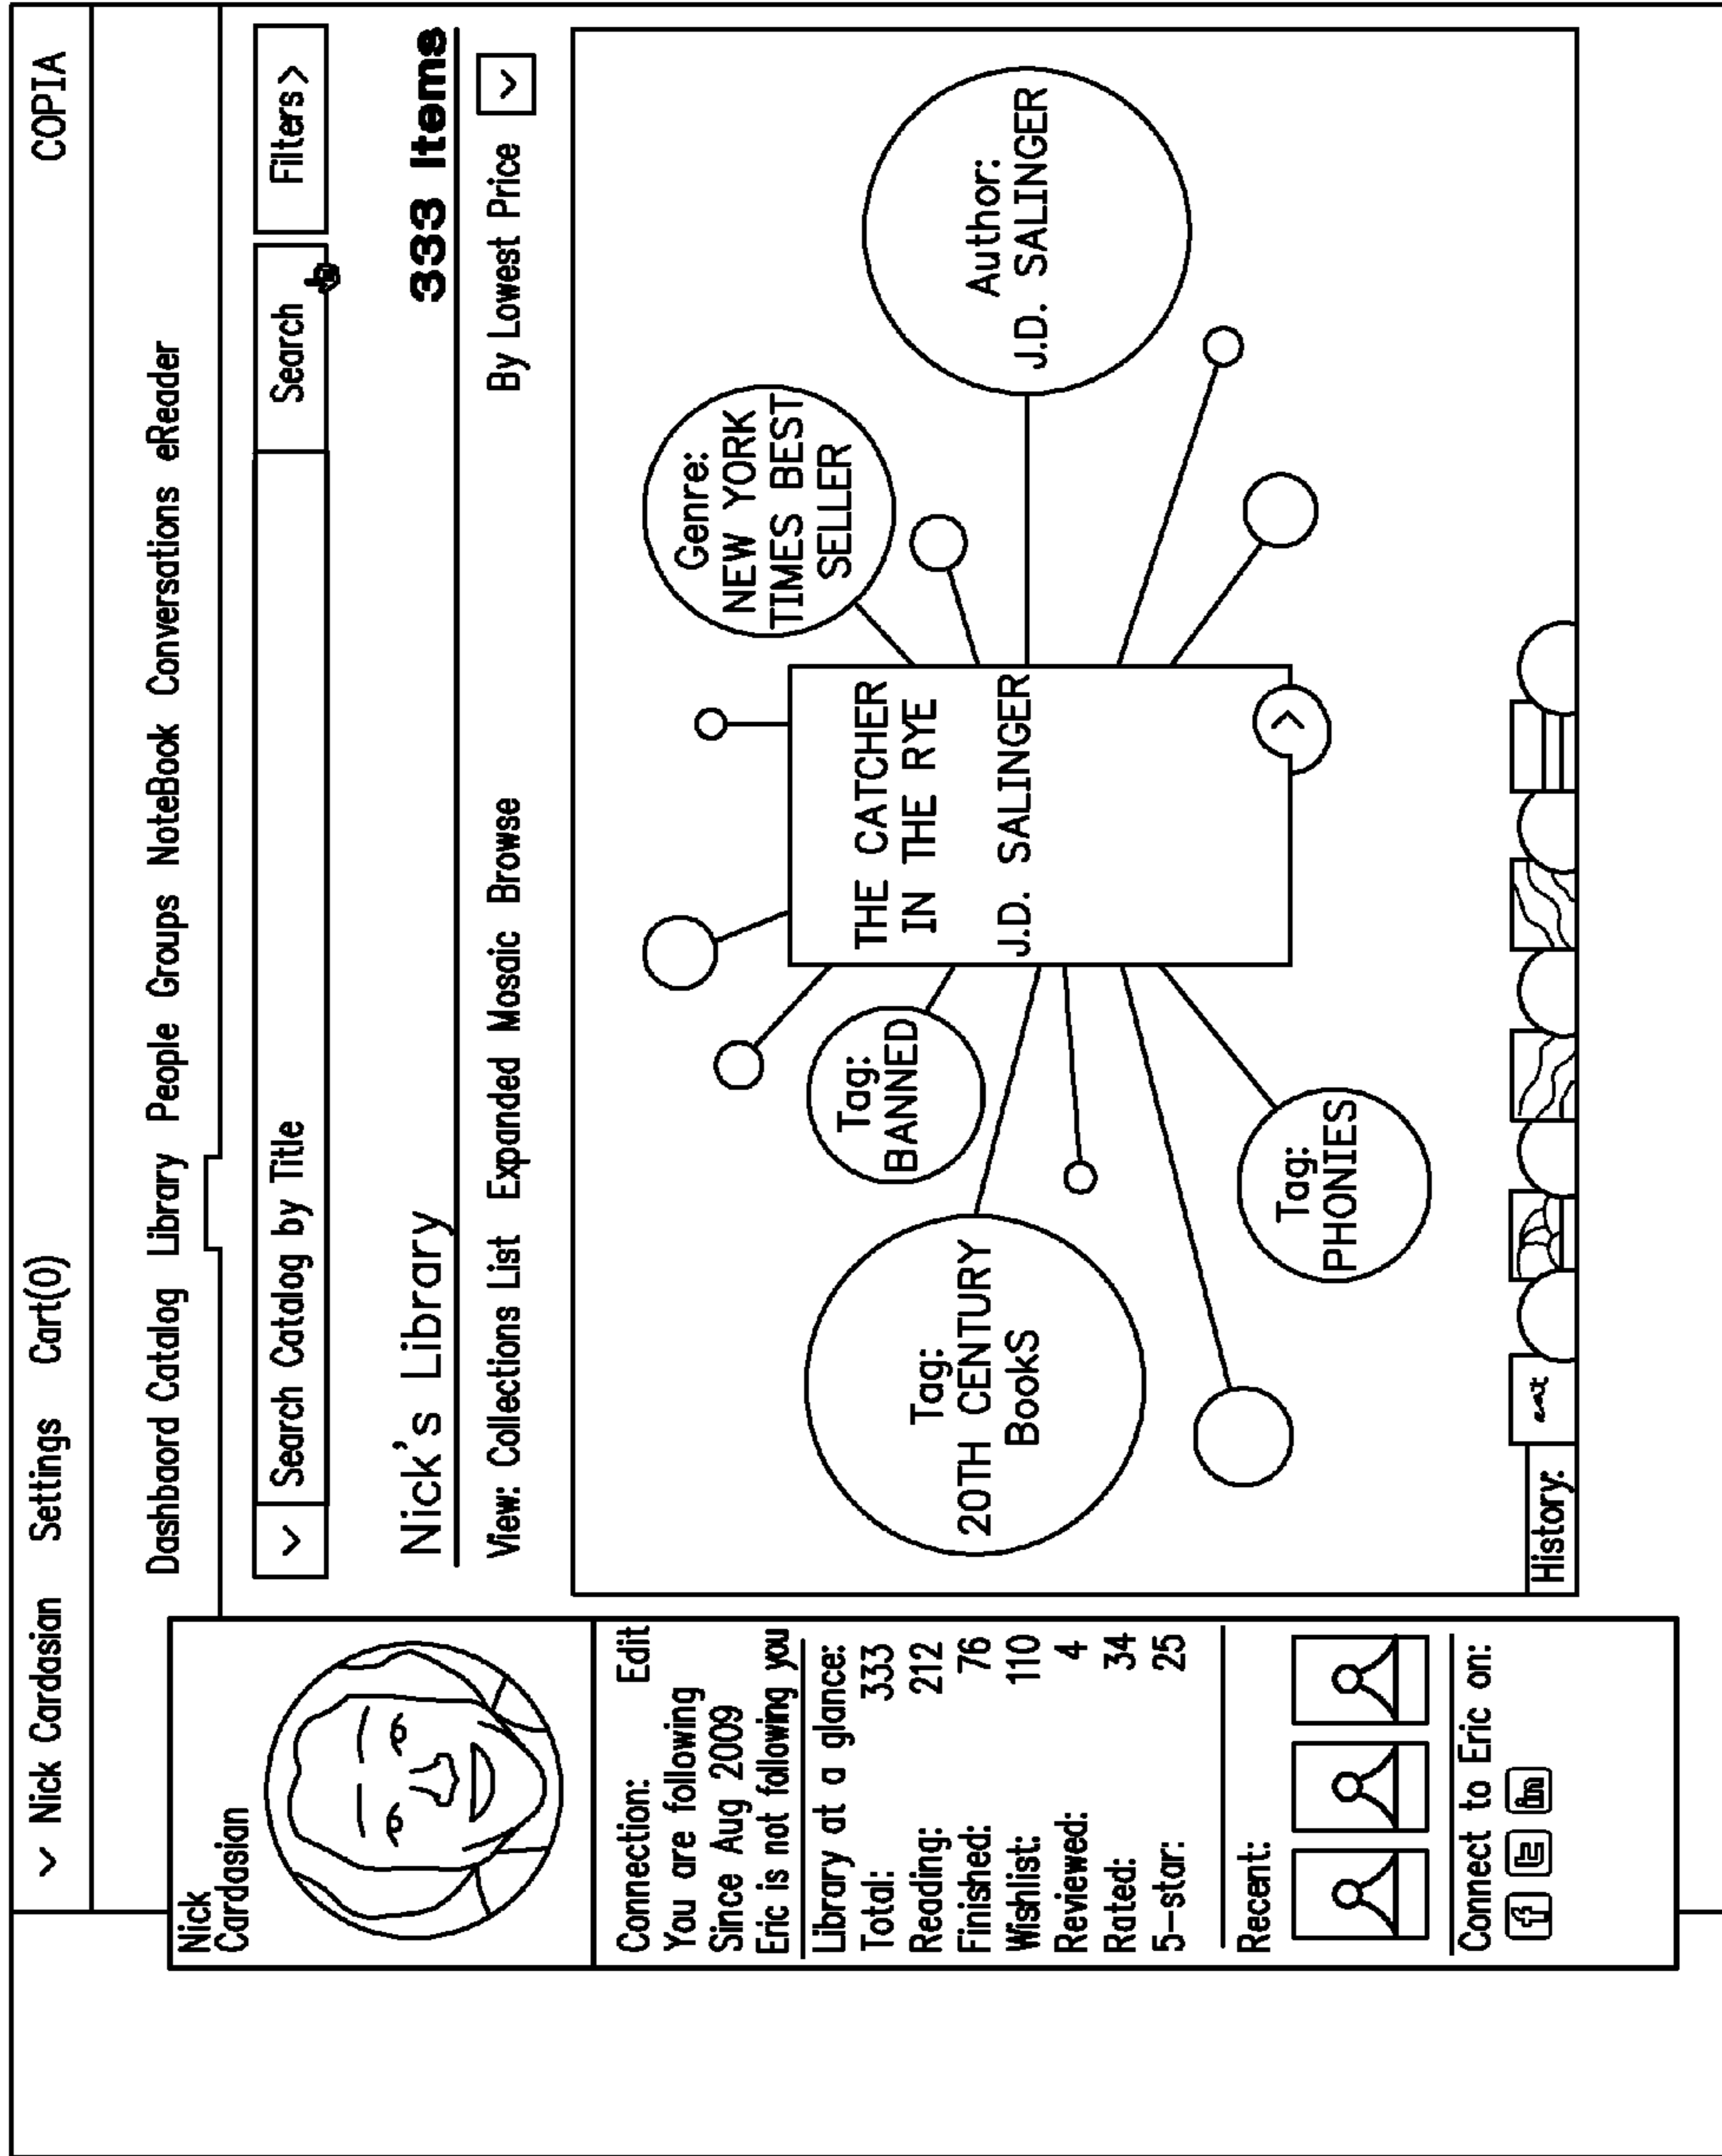 Nick Cardasian Settings Cart(0) COPIA
Dashbaord Catalog Library People Groups NoteBook Conversations eReader
Search Catalog by Title Search Filters >
Nick's Library 333 Items
View: Collections List Expanded Mosaic Browse By Lowest Price
Nick
Cardasian
Connection: Edit
You are following
Since Aug 2009
Eric is not following you
Library at a glance:
Total: 333
Reading: 212
Finished: 76
Wishlist: 110
Reviewed: 4
Rated: 34
5-star: 25
Recent:
Connect to Eric on:
f t in
Genre:
NEW YORK
TIMES BEST
SELLER
Tag:
BANNED
THE CATCHER
IN THE RYE
J.D. SALINGER
Author:
J.D. SALINGER
Tag:
20TH CENTURY
BookS
Tag:
PHONIES
History: